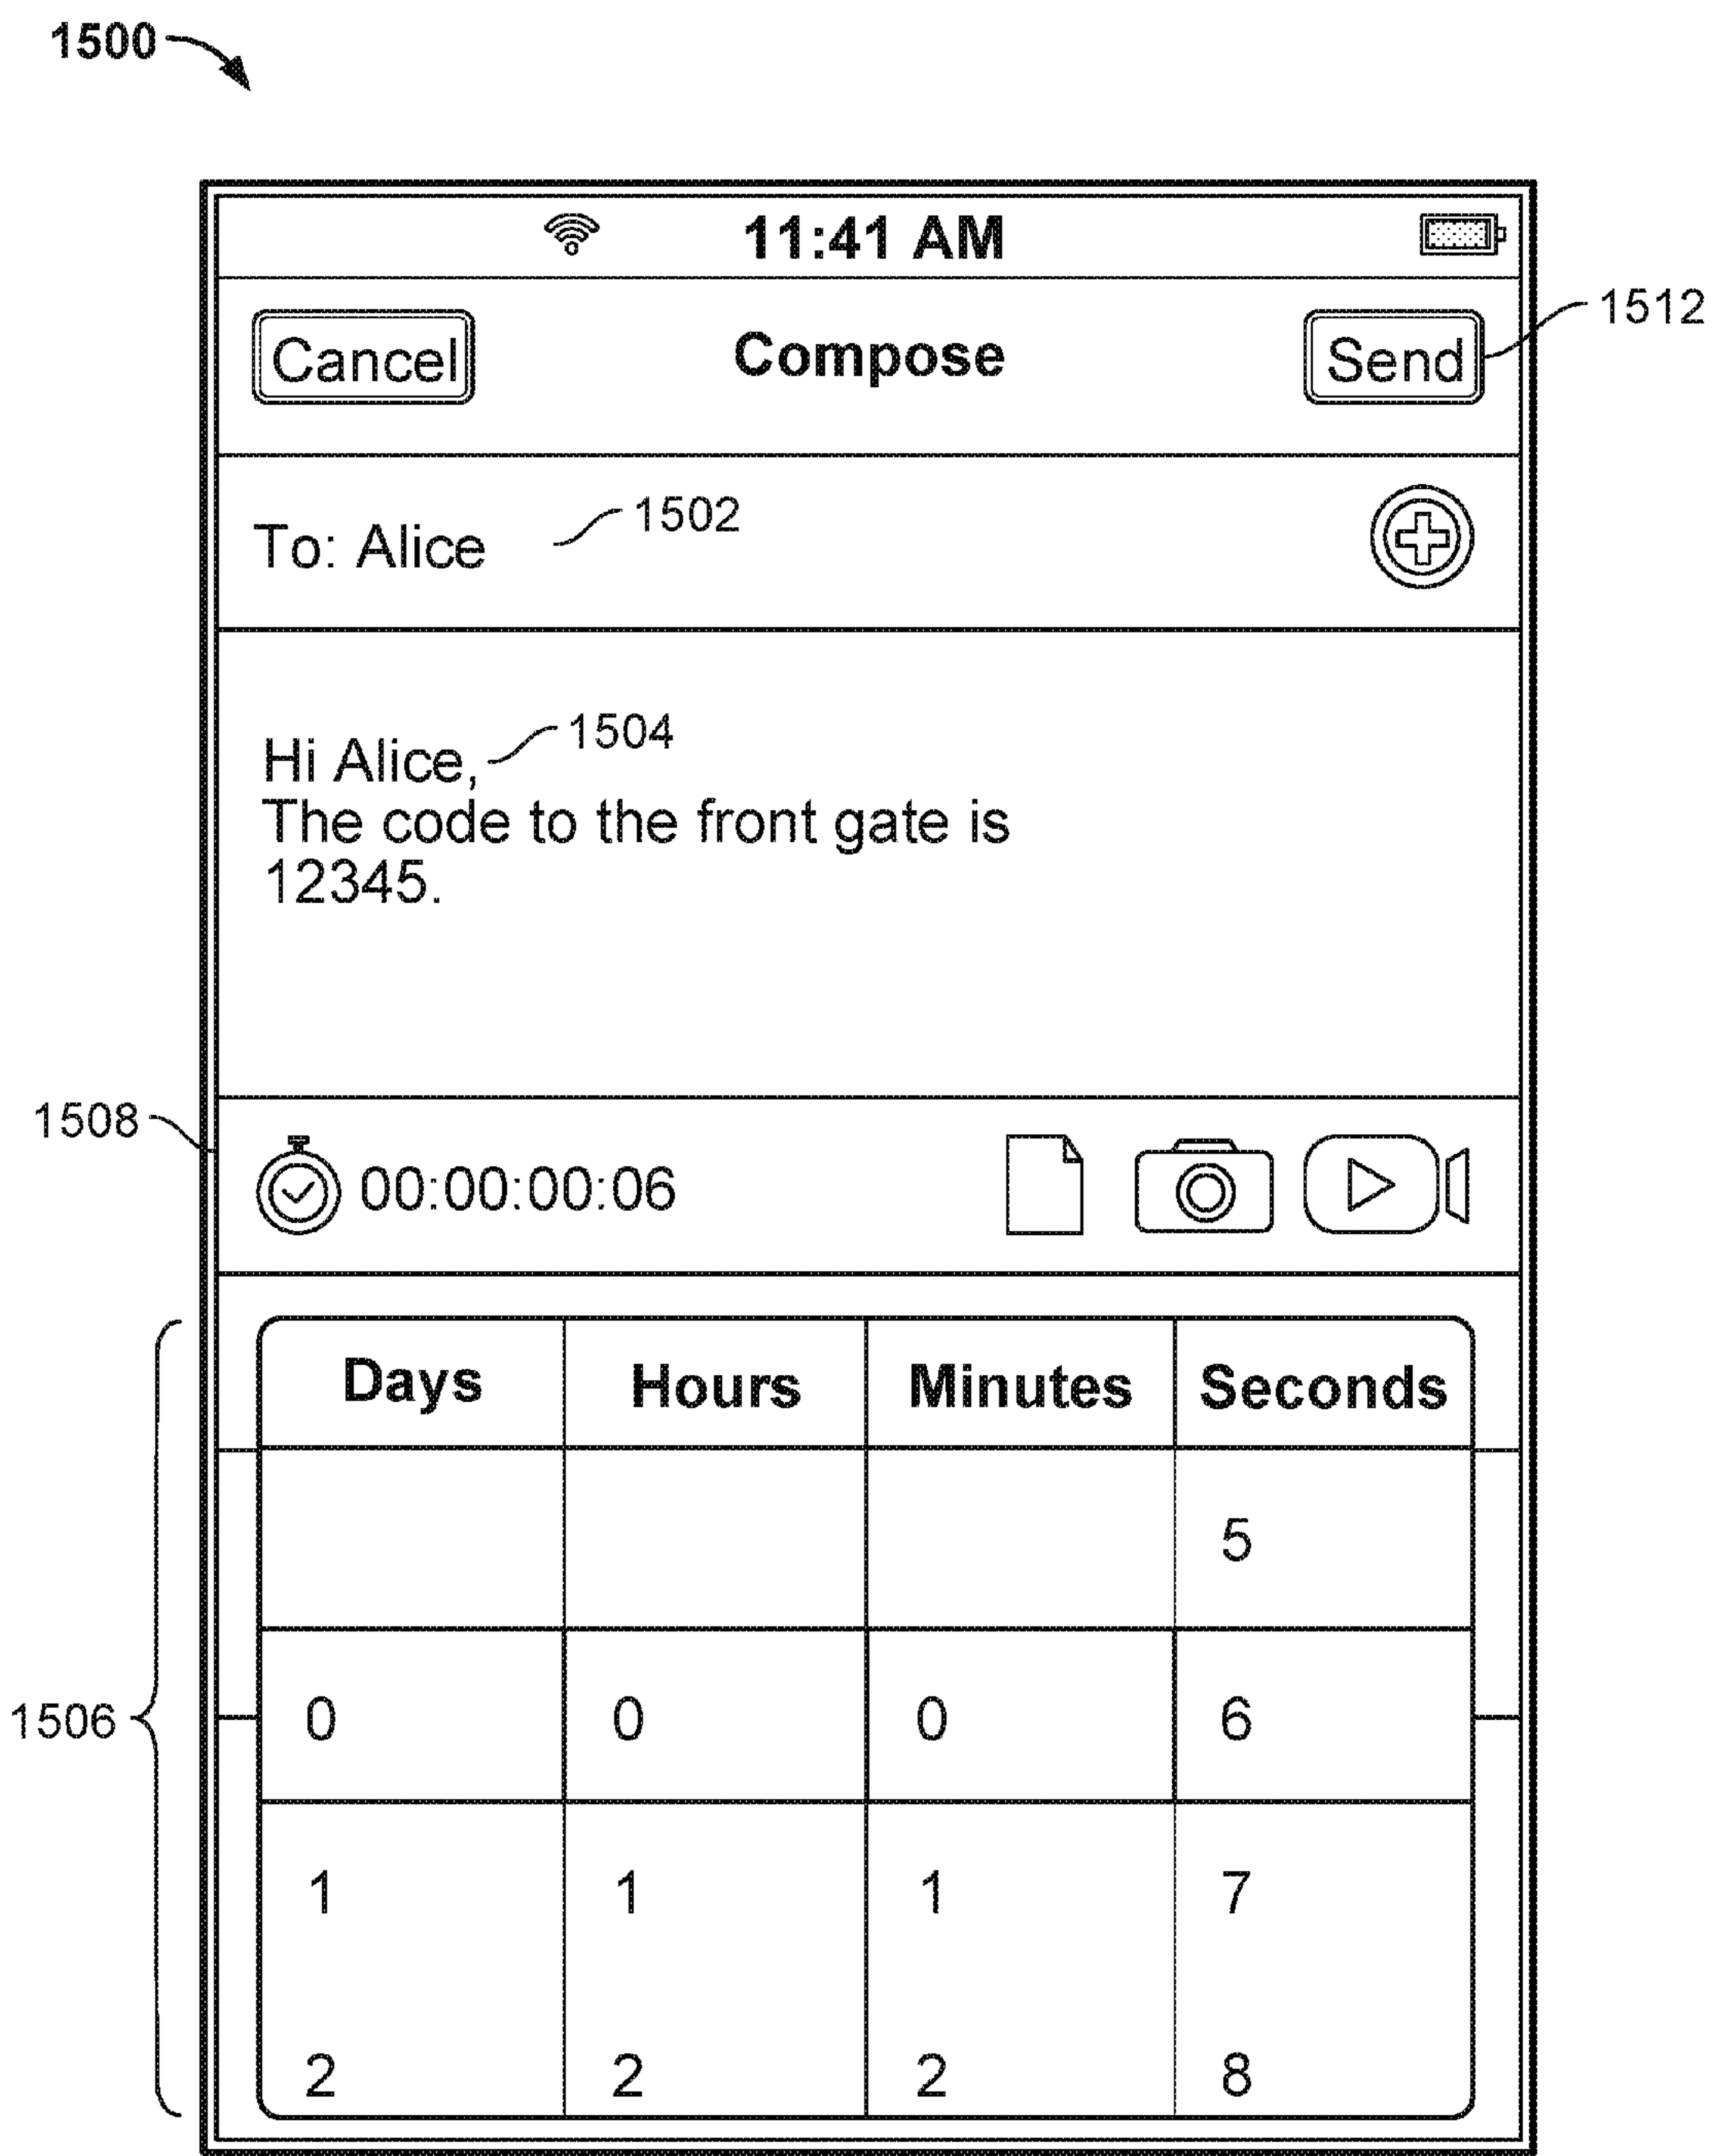 1500
11:41 AM
Cancel Compose Send 1512
To: Alice 1502
Hi Alice, 1504
The code to the front gate is
12345.
1508 00:00:00:06
Days Hours Minutes Seconds
5
1506 0 0 0 6
1 1 1 7
2 2 2 8